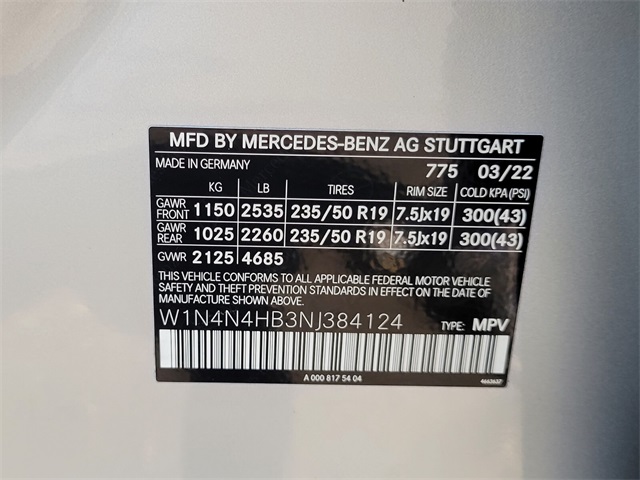 MFD BY MERCEDES-BENZ AG STUTTGART
MADE IN GERMANY 775 03/22
KG LB TIRES RIM SIZE COLD KPA (PSI)
GAWR FRONT 1150 2535 235/50 R19 7.5Jx19 300(43)
GAWR REAR 1025 2260 235/50 R19 7.5Jx19 300(43)
GVWR 2125 4685
THIS VEHICLE CONFORMS TO ALL APPLICABLE FEDERAL MOTOR VEHICLE
SAFETY AND THEFT PREVENTION STANDARDS IN EFFECT ON THE DATE
OF MANUFACTURE SHOWN ABOVE.
W1N4N4HB3NJ384124 TYPE: MPV
A 000 817 54 04